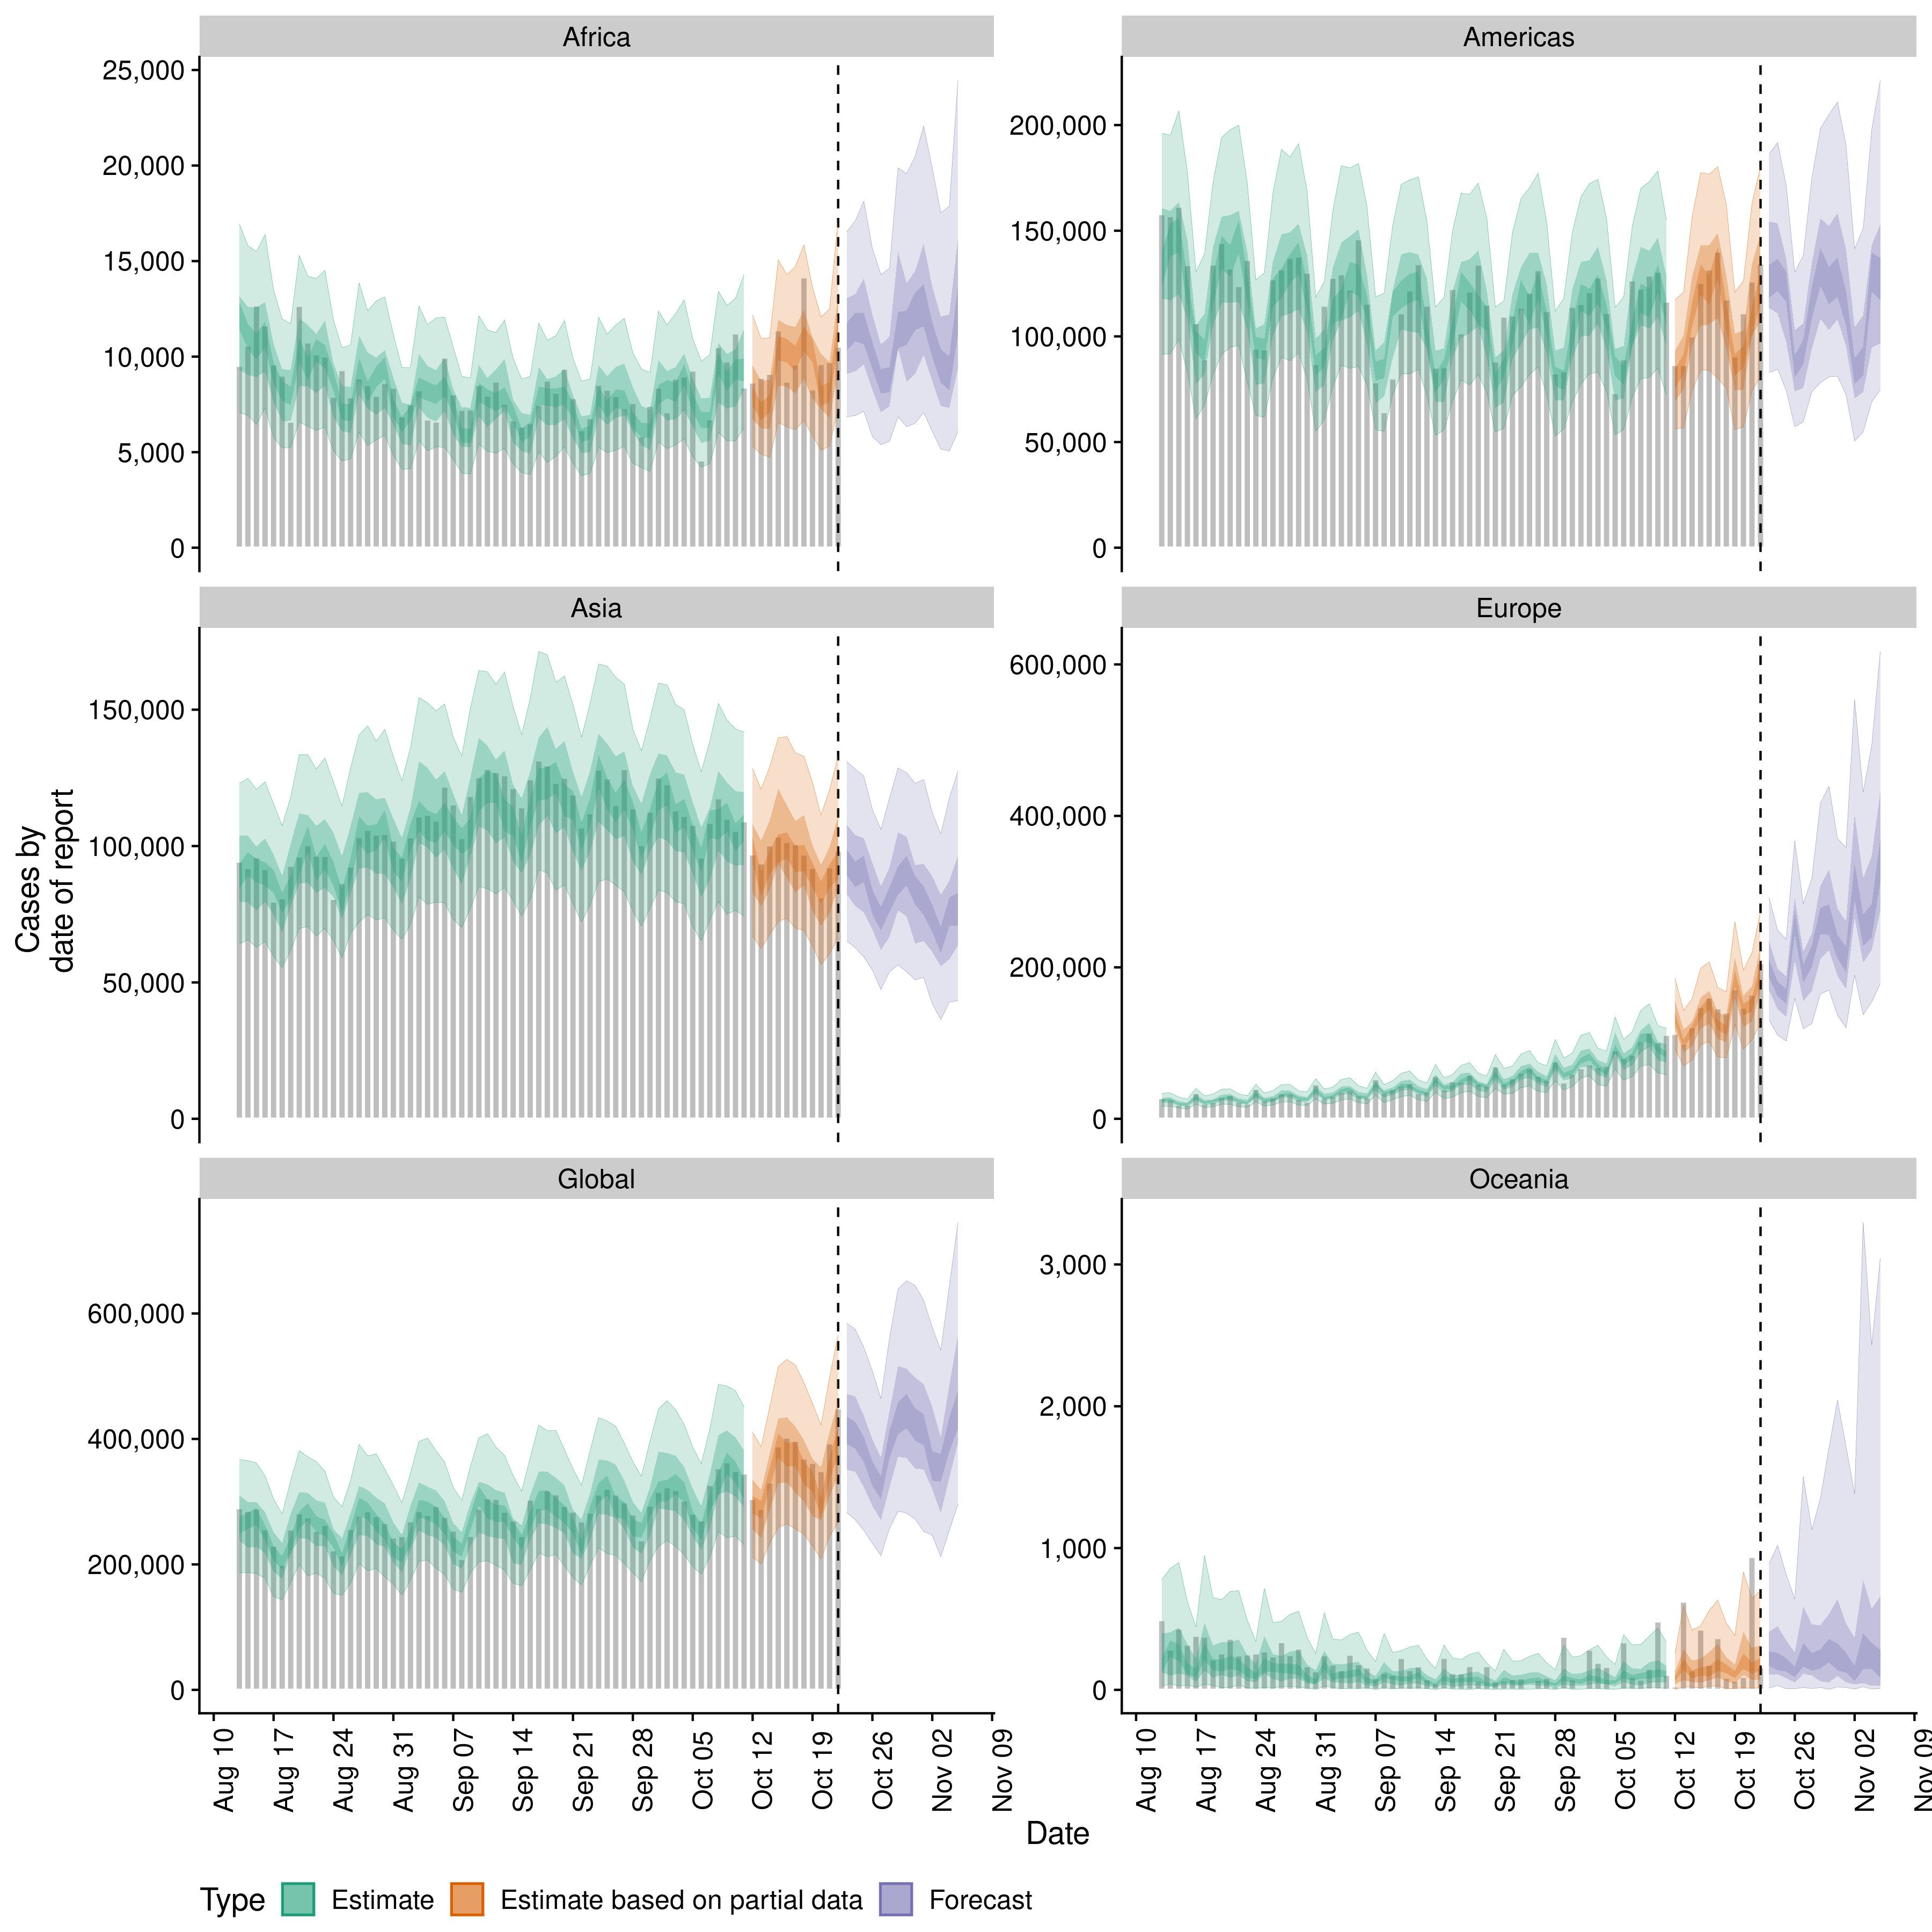 Africa
Americas
25,000
20,000
15,000
10,000
5,000
0
200,000
150,000
100,000
50,000
0
Asia
Europe
150,000
100,000
50,000
0
600,000
400,000
200,000
0
Cases by
date of report
Global
Oceania
600,000
400,000
200,000
0
3,000
2,000
1,000
0
Aug 10 Aug 17 Aug 24 Aug 31 Sep 07 Sep 14 Sep 21 Sep 28 Oct 05 Oct 12 Oct 19 Oct 26 Nov 02 Nov 09
Aug 10 Aug 17 Aug 24 Aug 31 Sep 07 Sep 14 Sep 21 Sep 28 Oct 05 Oct 12 Oct 19 Oct 26 Nov 02 Nov 09
Date
Type Estimate Estimate based on partial data Forecast